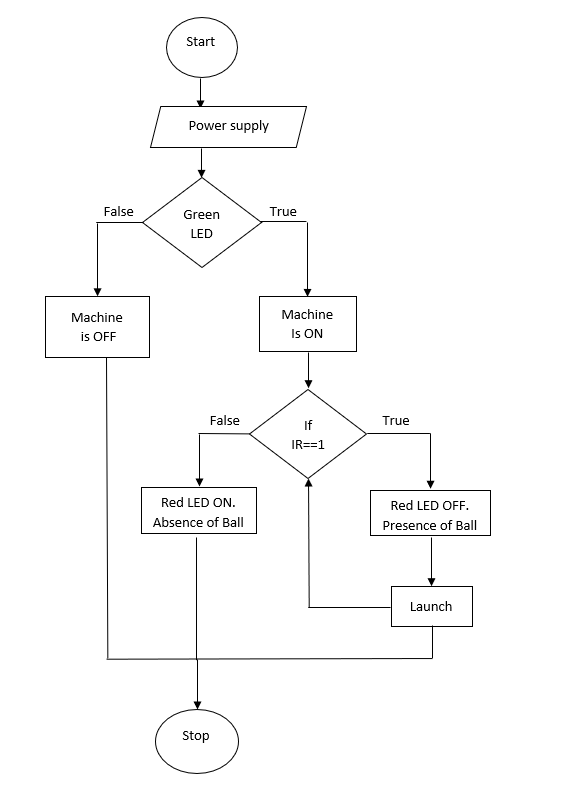 Start
Power supply
False
True
Green
LED
Machine
is OFF
Machine
Is ON
False
True
If
IR==1
Red LED ON.
Absence of Ball
Red LED OFF.
Presence of Ball
Launch
Stop